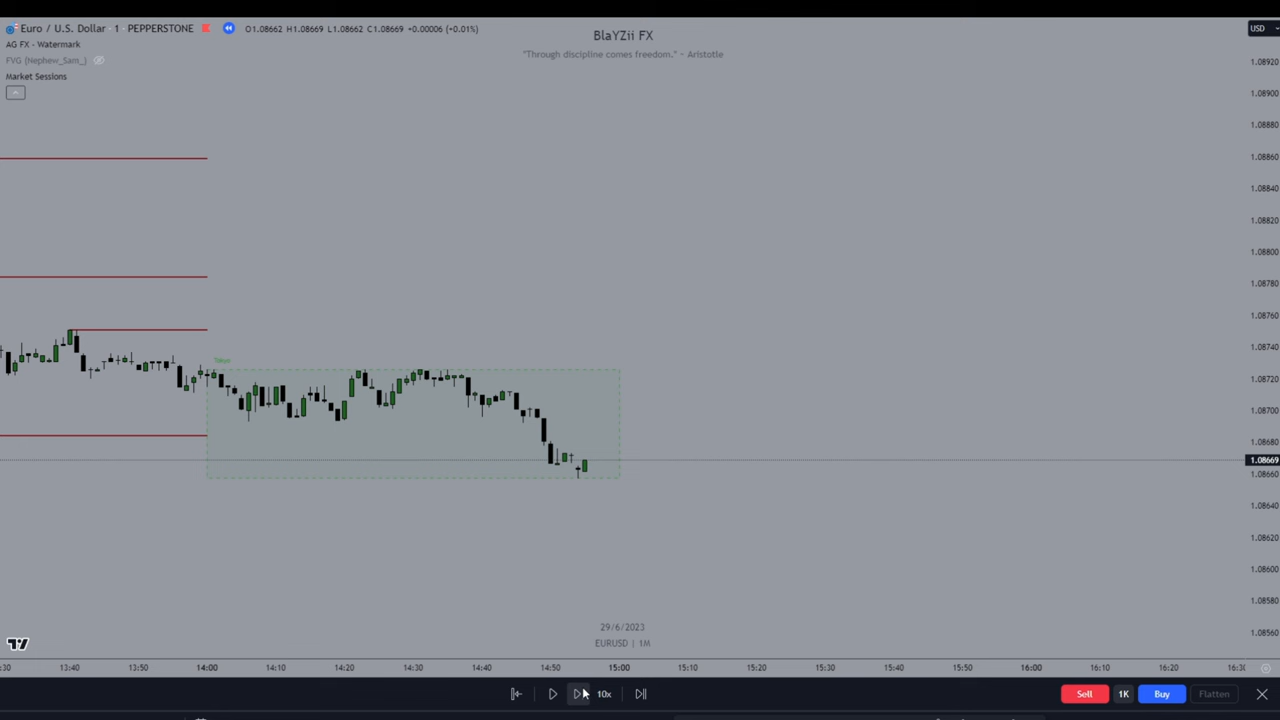 Euro / U.S. Dollar · 1 · PEPPERSTONE O1.08662 H1.08669 L1.08662 C1.08669 +0.00006 (+0.01%)
AG FX · Watermark
FVG (Nephew_Sam_)
Market Sessions
BlaYZii FX
"Through discipline comes freedom." ~ Aristotle
USD
1.08920
1.08900
1.08880
1.08860
1.08840
1.08820
1.08800
1.08780
1.08760
1.08740
1.08720
1.08700
1.08680
1.08669
1.08660
1.08640
1.08620
1.08600
1.08580
1.08560
29/6/2023
EURUSD | 1M
:30 13:40 13:50 14:00 14:10 14:20 14:30 14:40 14:50 15:00 15:10 15:20 15:30 15:40 15:50 16:00 16:10 16:20 16:30
10x
Sell 1K Buy Flatten